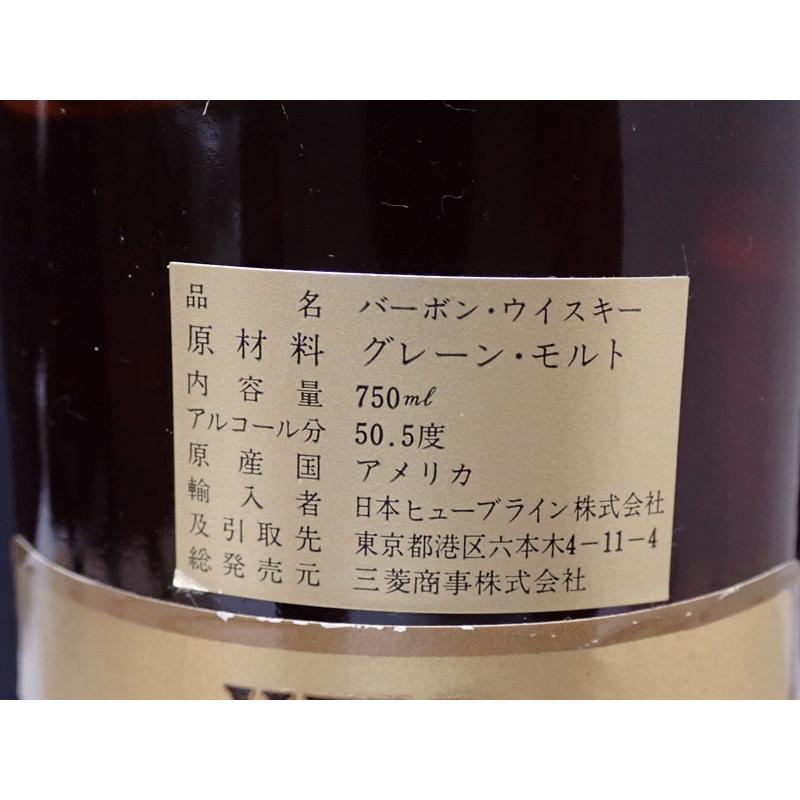 品名 バーボン・ウイスキー
原材料 グレーン・モルト
内容量 750ml
アルコール分 50.5度
原産国 アメリカ
輸入者 日本ヒューブライン株式会社
及引取先 東京都港区六本木4-11-4
総発売元 三菱商事株式会社